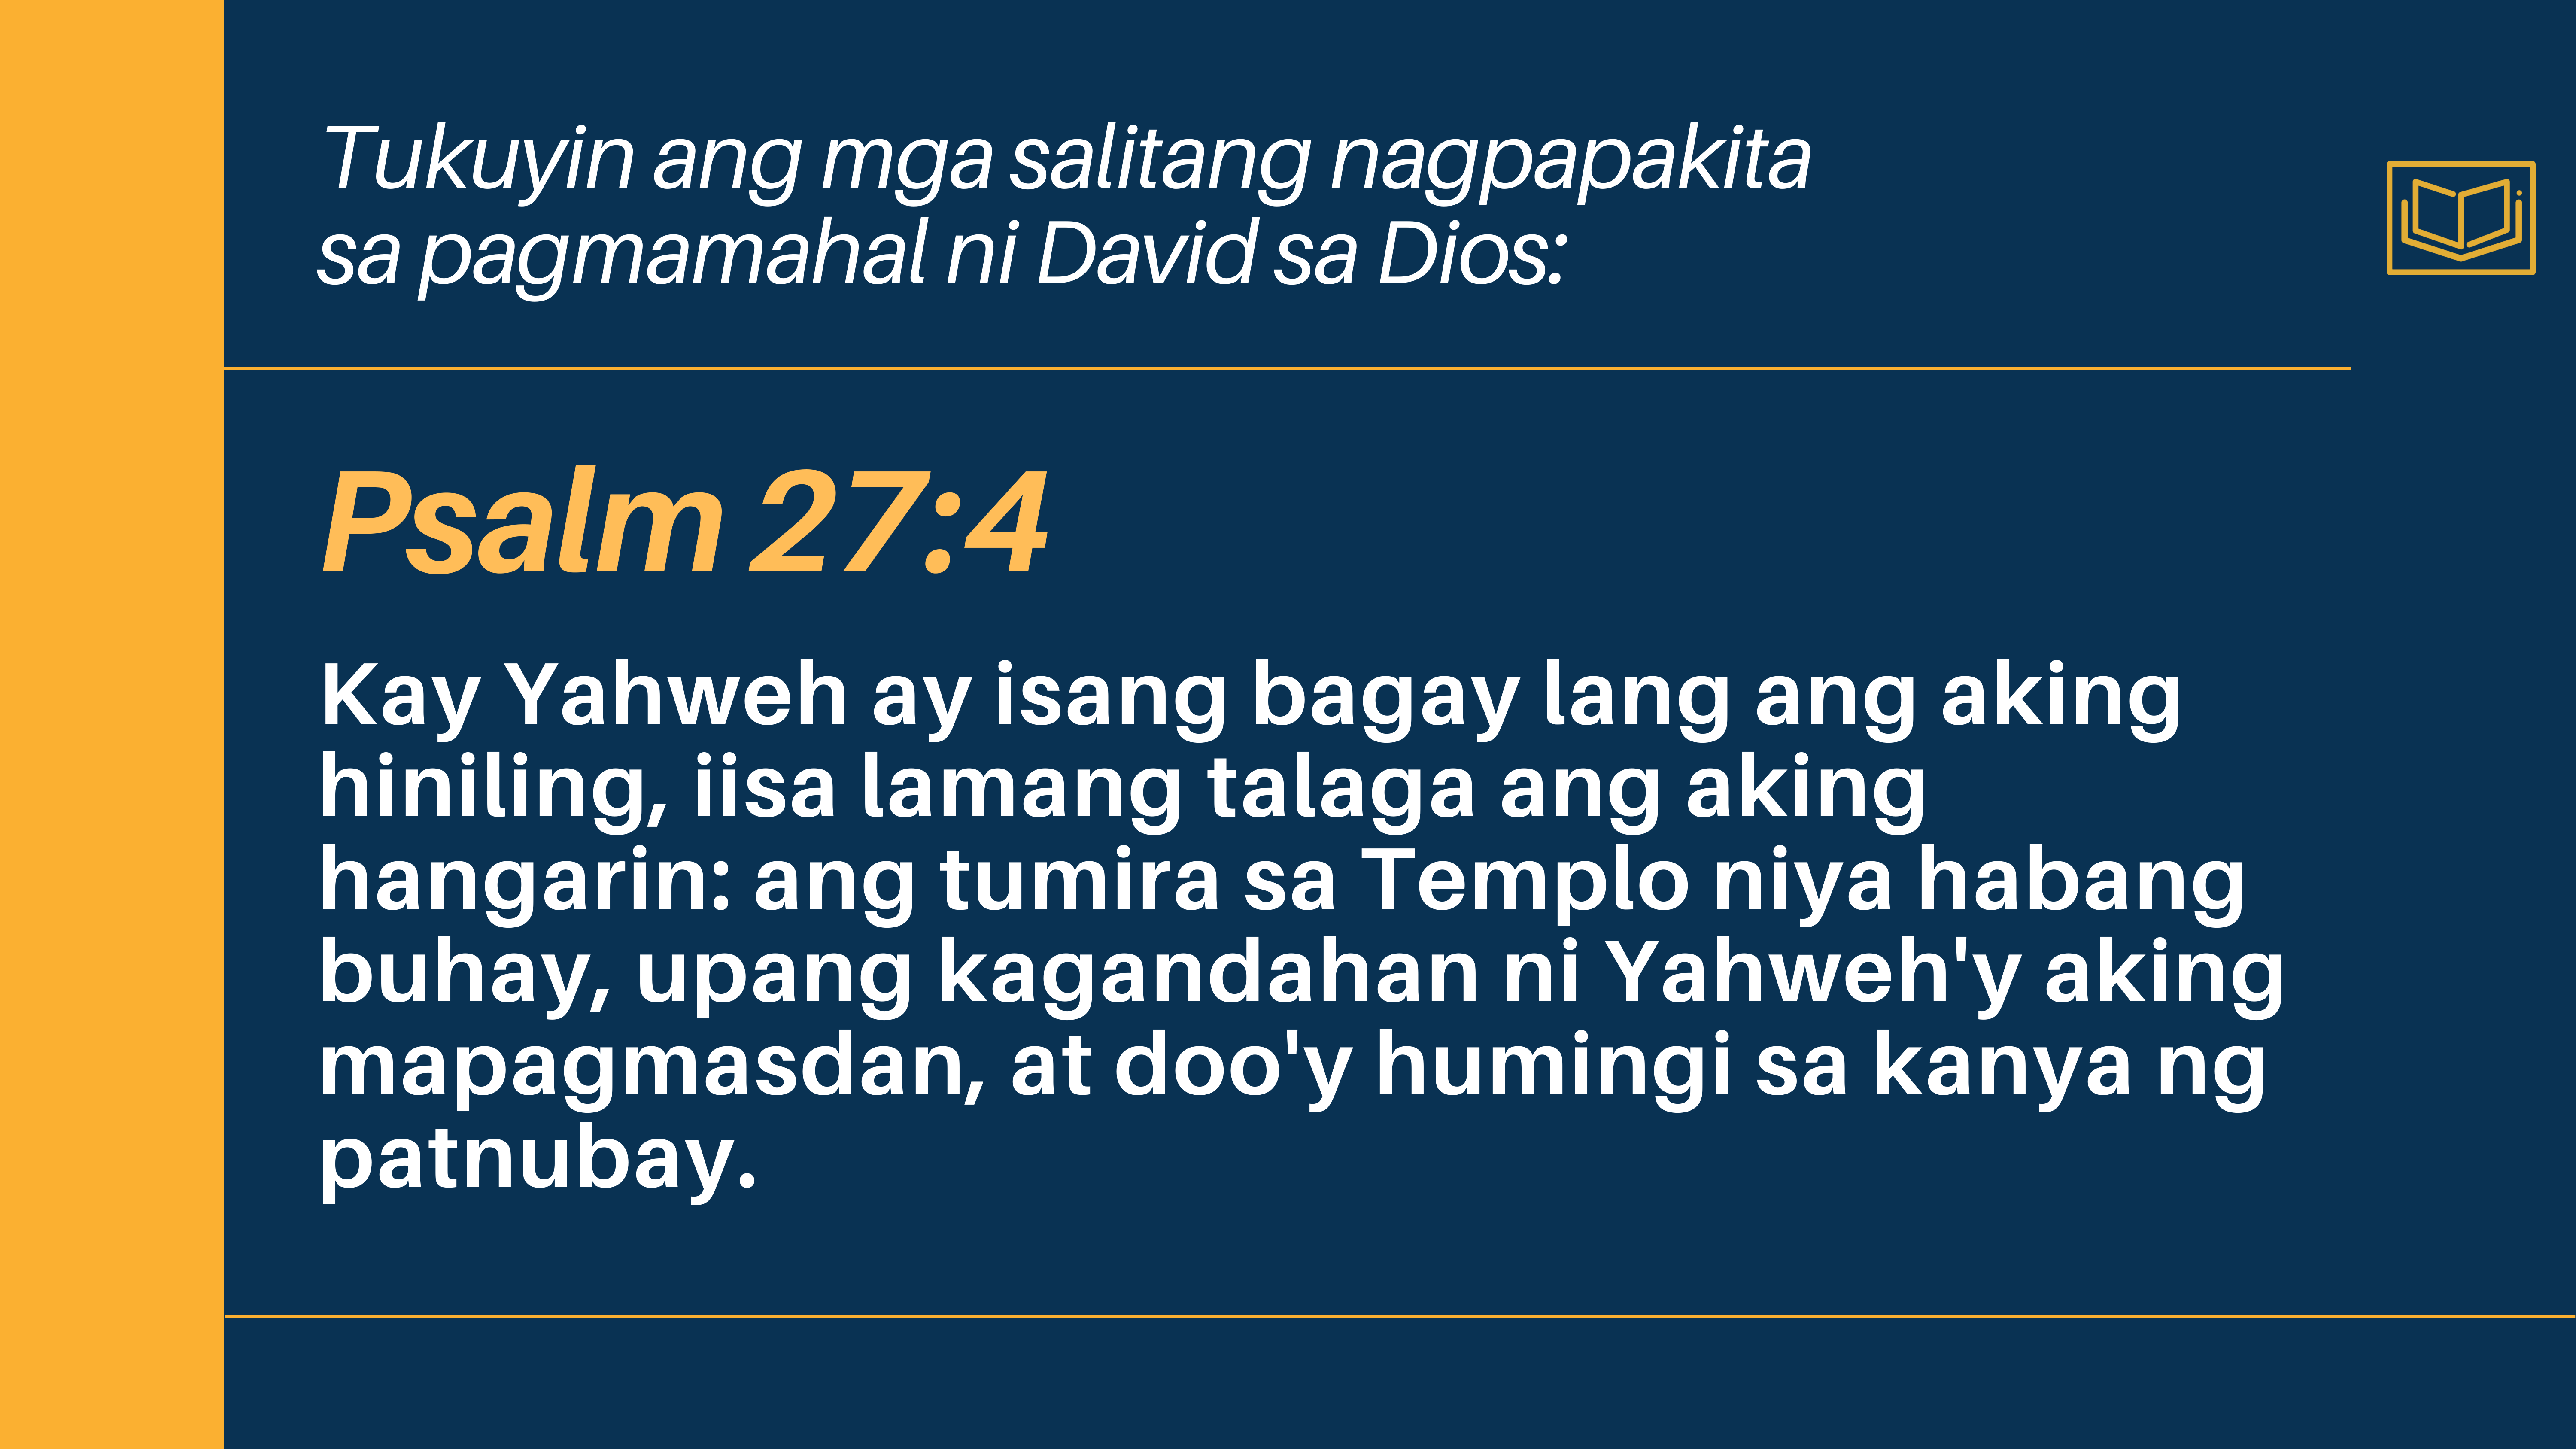 Tukuyin ang mga salitang nagpapakita
sa pagmamahal ni David sa Dios:
Psalm 27:4
Kay Yahweh ay isang bagay lang ang aking
hiniling, iisa lamang talaga ang aking
hangarin: ang tumira sa Templo niya habang
buhay, upang kagandahan ni Yahweh'y aking
mapagmasdan, at doo'y humingi sa kanya ng
patnubay.